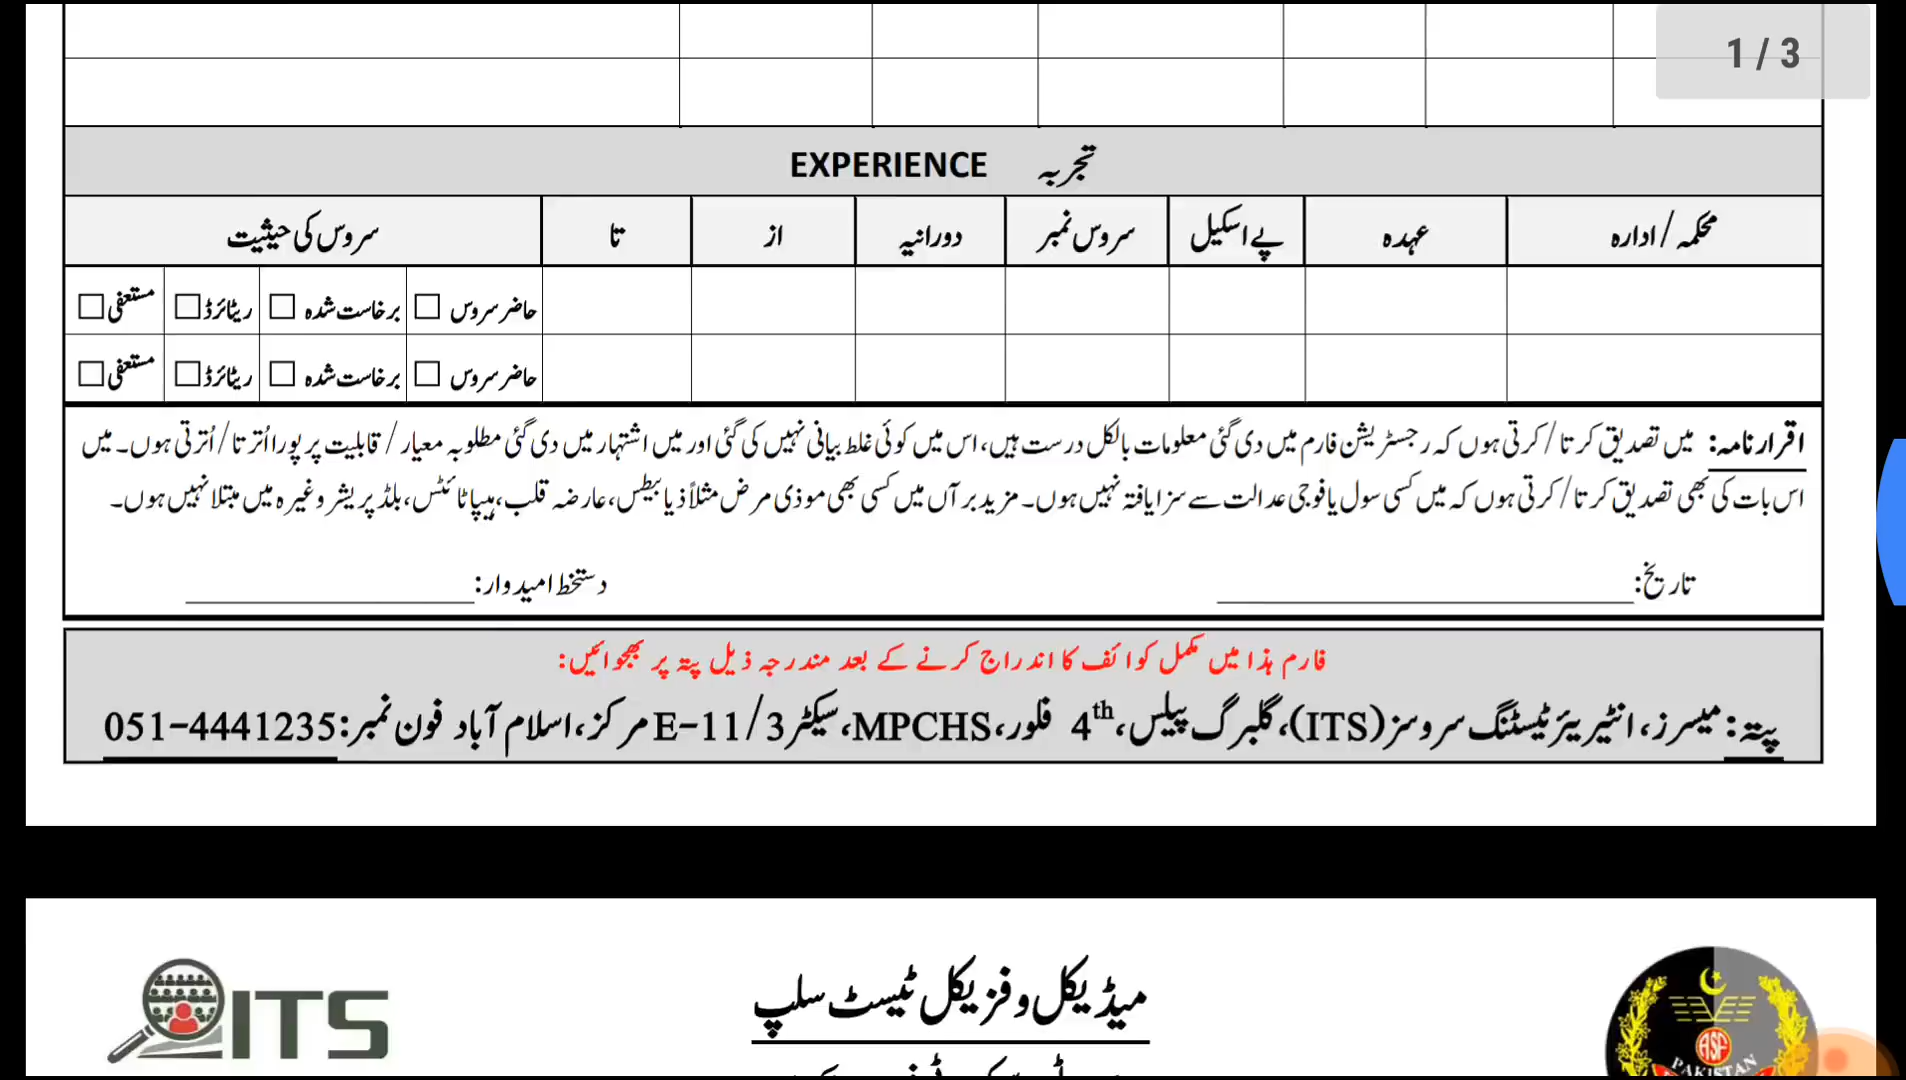 1 / 3
تجربہ EXPERIENCE
محکمہ/ادارہ عہدہ پے اسکیل سروس نمبر دورانیہ از تا سروس کی حیثیت
حاضر سروس برخاست شدہ ریٹائرڈ مستعفی
حاضر سروس برخاست شدہ ریٹائرڈ مستعفی
اقرارنامہ: میں تصدیق کرتا/کرتی ہوں کہ رجسٹریشن فارم میں دی گئی معلومات بالکل درست ہیں، اس میں کوئی غلط بیانی نہیں کی گئی اور میں اشتہار میں دی گئی مطلوبہ معیار/ قابلیت پر پورا اُترتا/اُترتی ہوں۔ میں
اس بات کی بھی تصدیق کرتا/کرتی ہوں کہ میں کسی سول یا فوجی عدالت سے سزا یافتہ نہیں ہوں۔ مزید بر آں میں کسی بھی موذی مرض مثلاً ذیابیطس، عارضہ قلب، ہیپاٹائٹس، بلڈ پریشر وغیرہ میں مبتلا نہیں ہوں۔
تاریخ: دستخط امیدوار:
فارم ہذا میں مکمل کوائف کا اندراج کرنے کے بعد مندرجہ ذیل پتہ پر بھجوائیں:
پتہ: میسرز، انٹیریئر ٹیسٹنگ سروسز (ITS)، گلبرگ پیلس، 4th فلور، MPCHS، سیکٹر E-11/3 مرکز، اسلام آباد فون نمبر: 051-4441235
ITS
میڈیکل و فزیکل ٹیسٹ سلپ
ASF
PAKISTAN